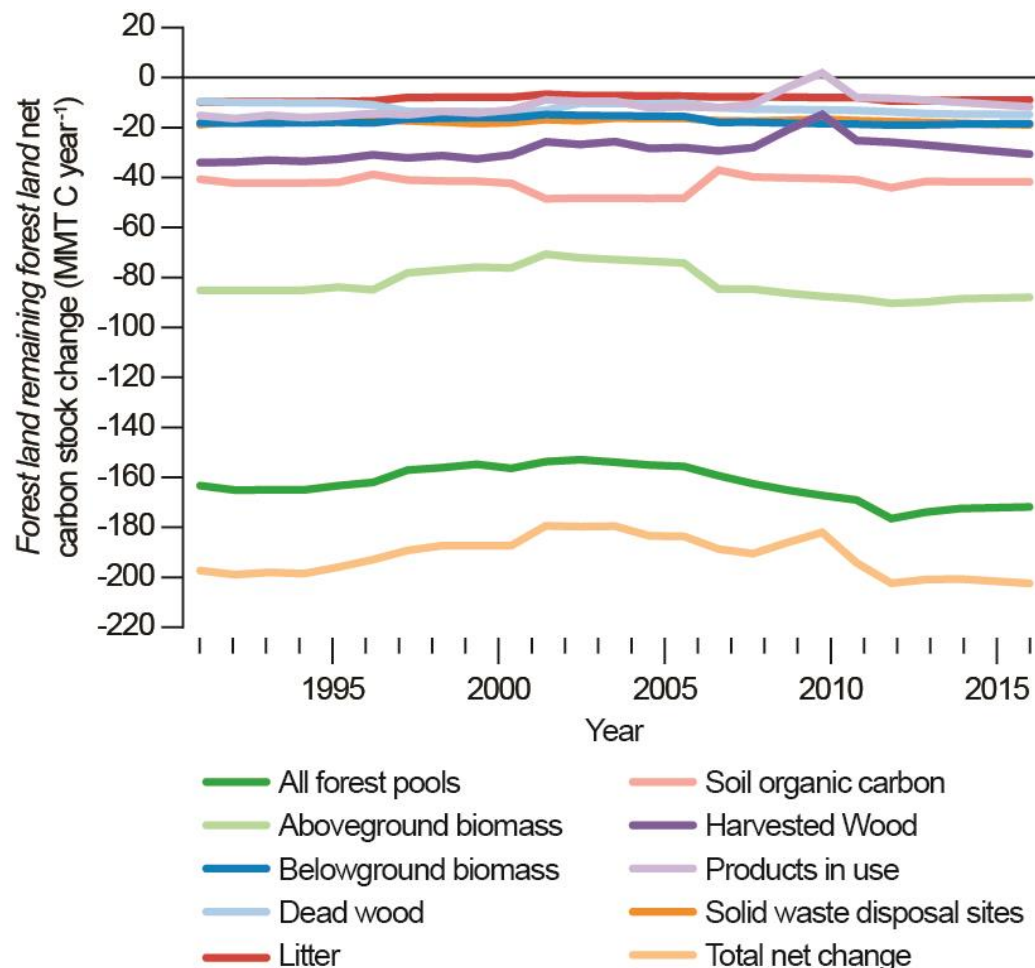 Forest land remaining forest land net
carbon stock change (MMT C year⁻¹)
20
0
-20
-40
-60
-80
-100
-120
-140
-160
-180
-200
-220
1995
2000
2005
2010
2015
Year
All forest pools
Aboveground biomass
Belowground biomass
Dead wood
Litter
Soil organic carbon
Harvested Wood
Products in use
Solid waste disposal sites
Total net change